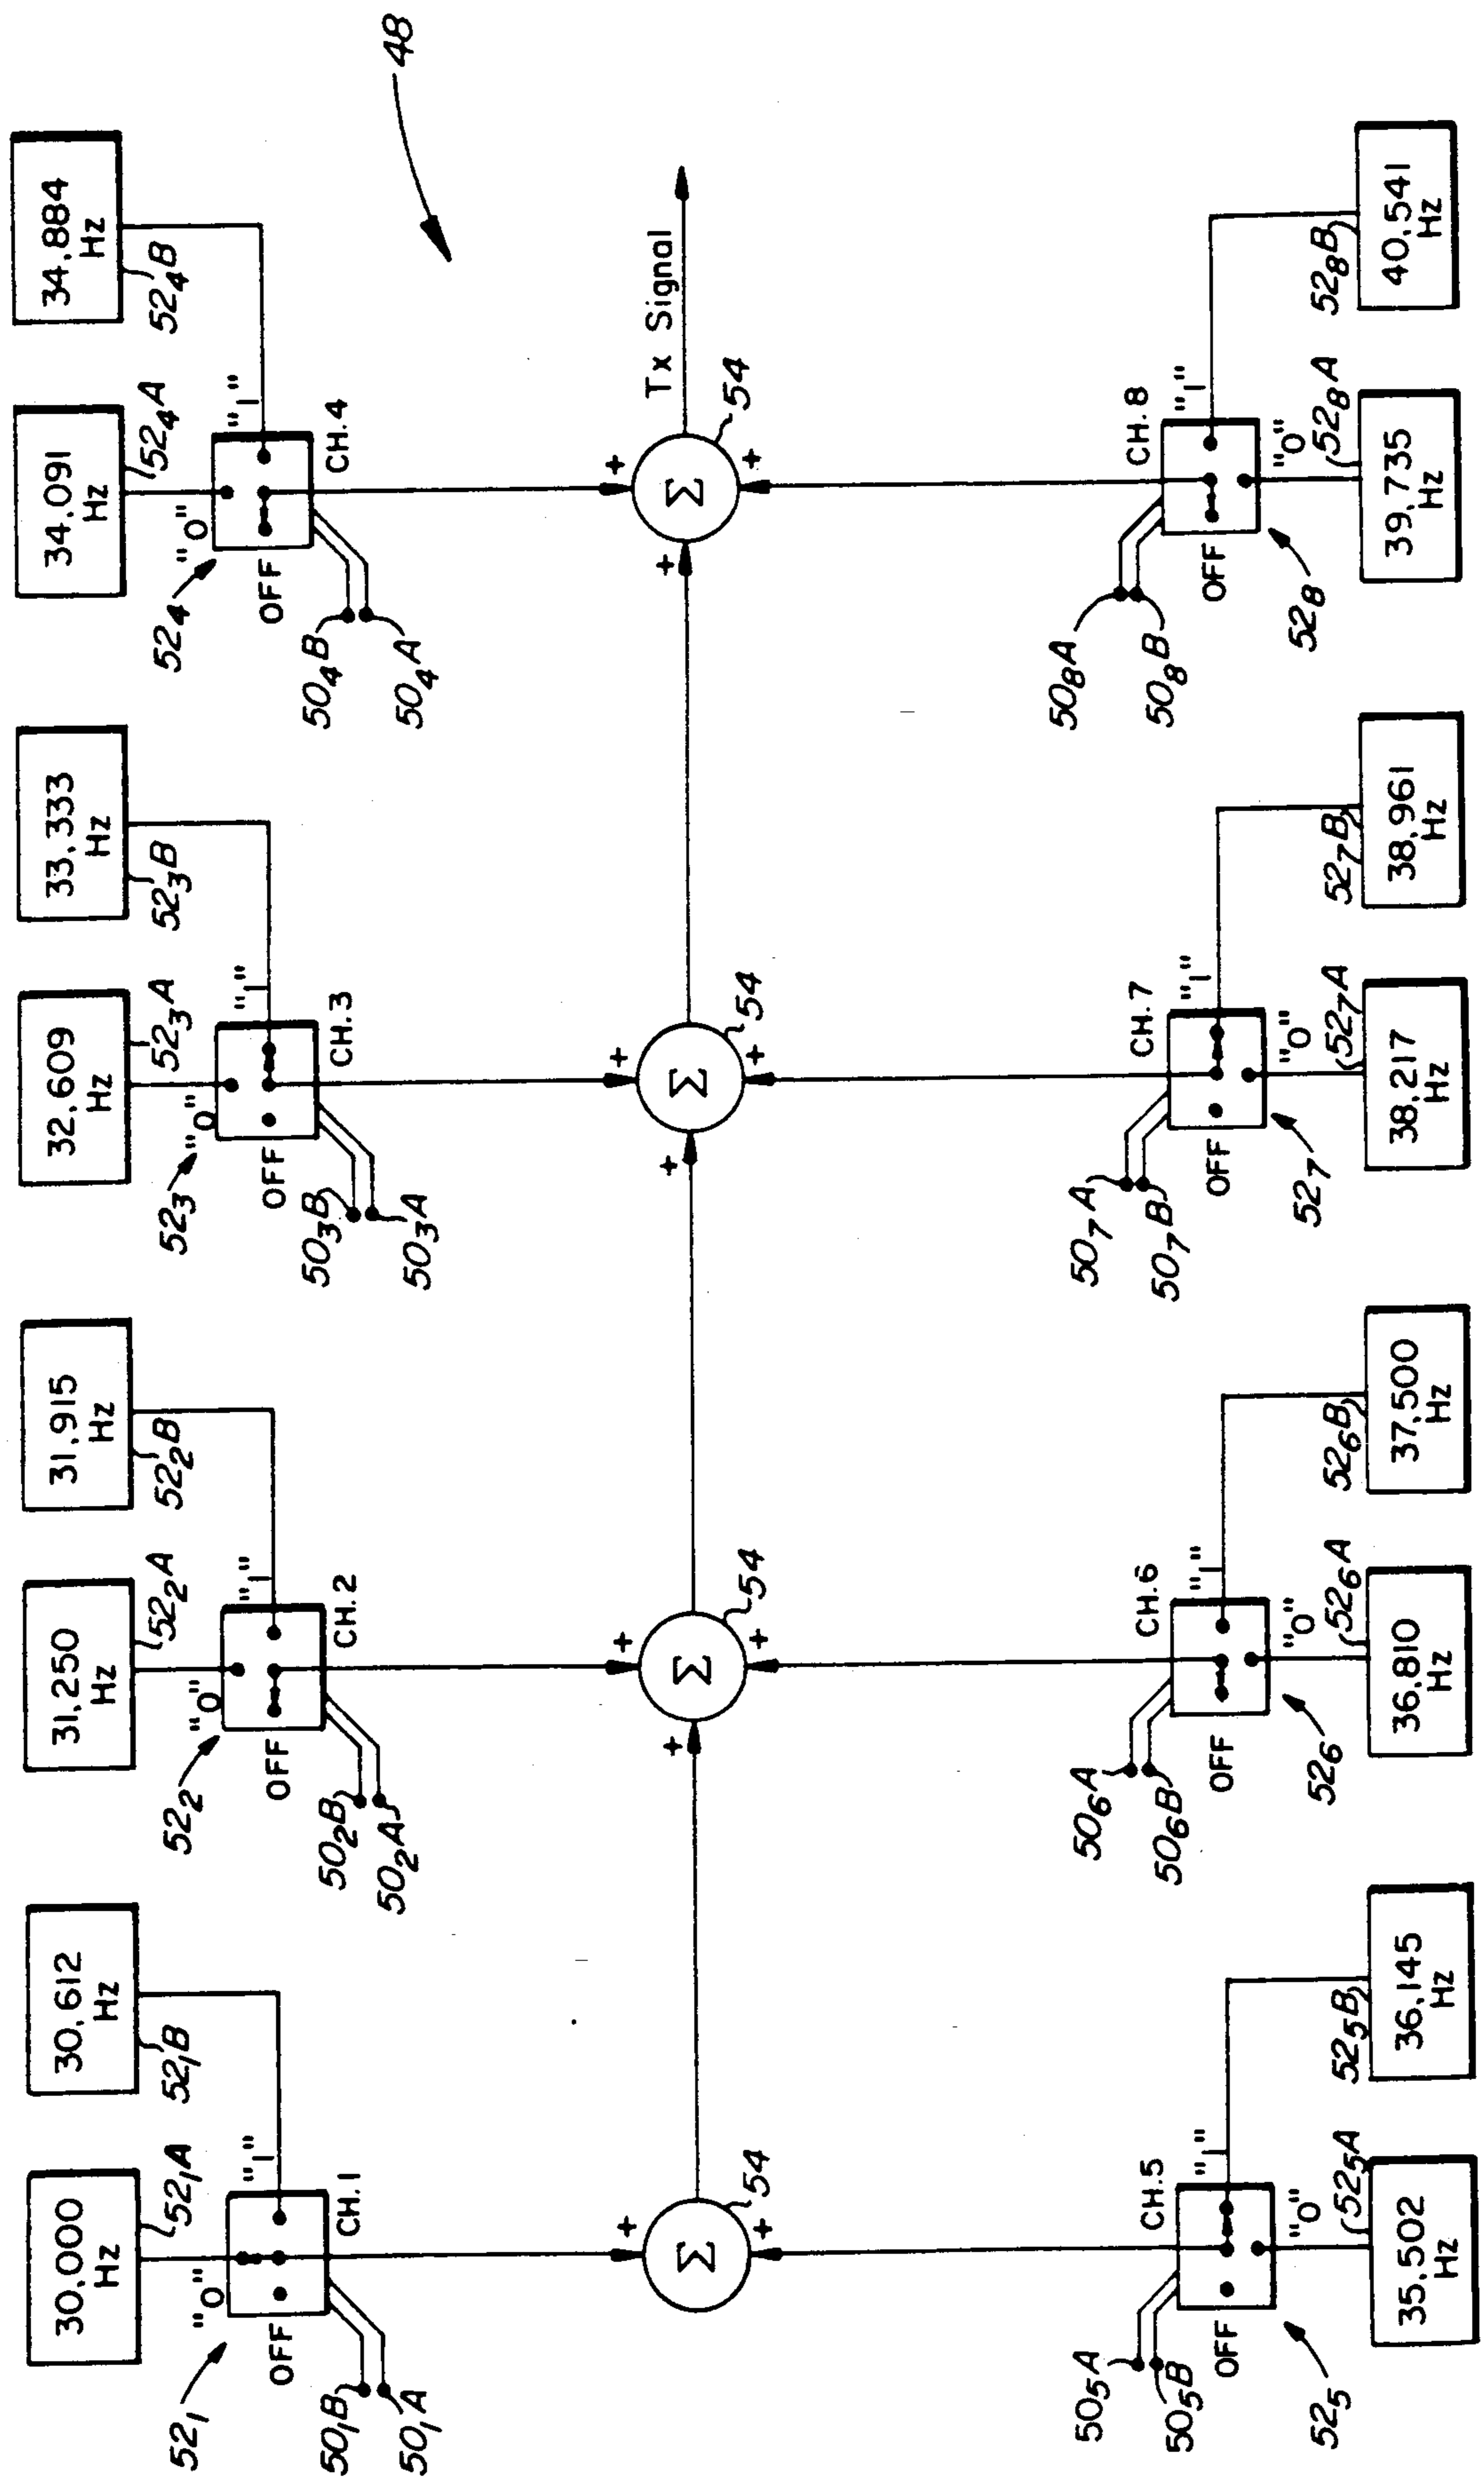 48
30,000
Hz
30,612
Hz
31,250
Hz
31,915
Hz
32,609
Hz
33,333
Hz
34,091
Hz
34,884
Hz
52₁A
52₁B
52₂A
52₂B
52₃A
52₃B
52₄A
52₄B
52₁
"0"
"1"
OFF
CH.1
50₁B
50₁A
52₂
"0"
"1"
OFF
CH.2
50₂B
50₂A
52₃
"0"
"1"
OFF
CH.3
50₃B
50₃A
52₄
"0"
"1"
OFF
CH.4
50₄B
50₄A
+
Σ
+
54
+
+
Σ
+
54
+
+
Σ
+
54
+
+
Σ
+
54
Tx Signal
50₅A
50₅B
CH.5
"1"
OFF
"0"
52₅
50₆A
50₆B
CH.6
"1"
OFF
"0"
52₆
50₇A
50₇B
CH.7
"1"
OFF
"0"
52₇
50₈A
50₈B
CH.8
"1"
OFF
"0"
52₈
52₅A
52₅B
52₆A
52₆B
52₇A
52₇B
52₈A
52₈B
35,502
Hz
36,145
Hz
36,810
Hz
37,500
Hz
38,217
Hz
38,961
Hz
39,735
Hz
40,541
Hz